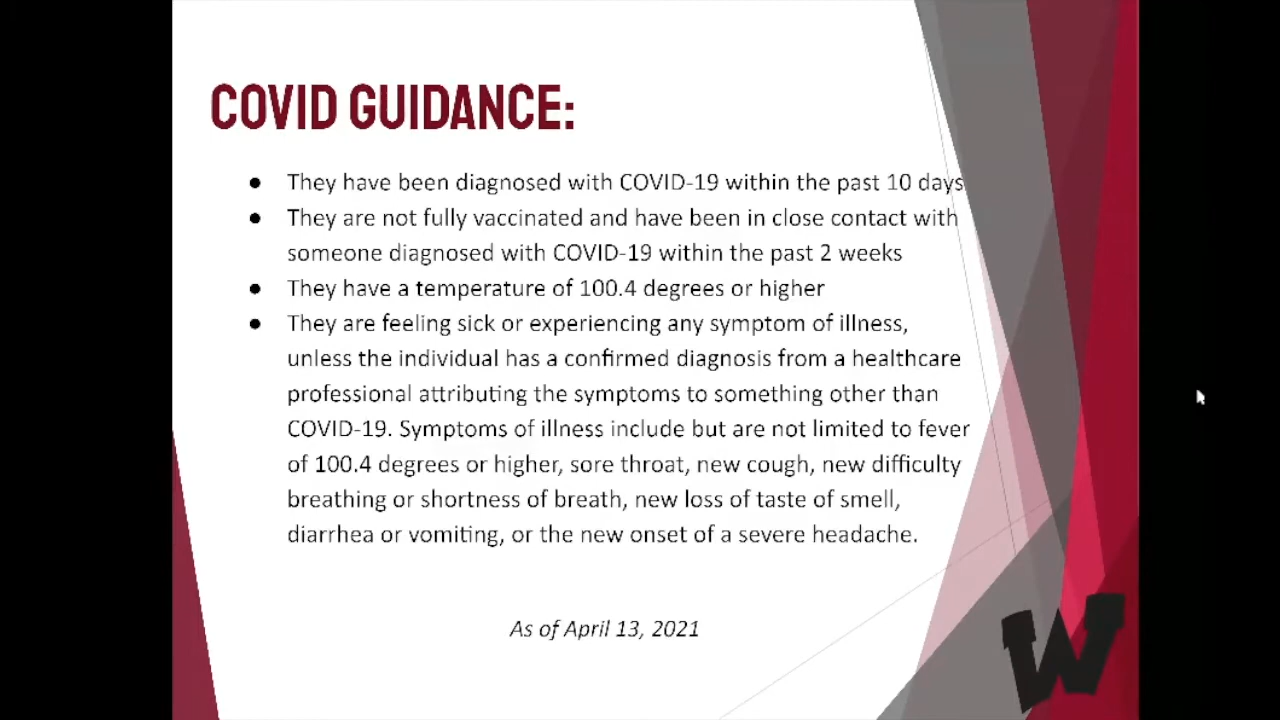 COVID GUIDANCE:
● They have been diagnosed with COVID-19 within the past 10 days
● They are not fully vaccinated and have been in close contact with
someone diagnosed with COVID-19 within the past 2 weeks
● They have a temperature of 100.4 degrees or higher
● They are feeling sick or experiencing any symptom of illness,
unless the individual has a confirmed diagnosis from a healthcare
professional attributing the symptoms to something other than
COVID-19. Symptoms of illness include but are not limited to fever
of 100.4 degrees or higher, sore throat, new cough, new difficulty
breathing or shortness of breath, new loss of taste of smell,
diarrhea or vomiting, or the new onset of a severe headache.
As of April 13, 2021
W